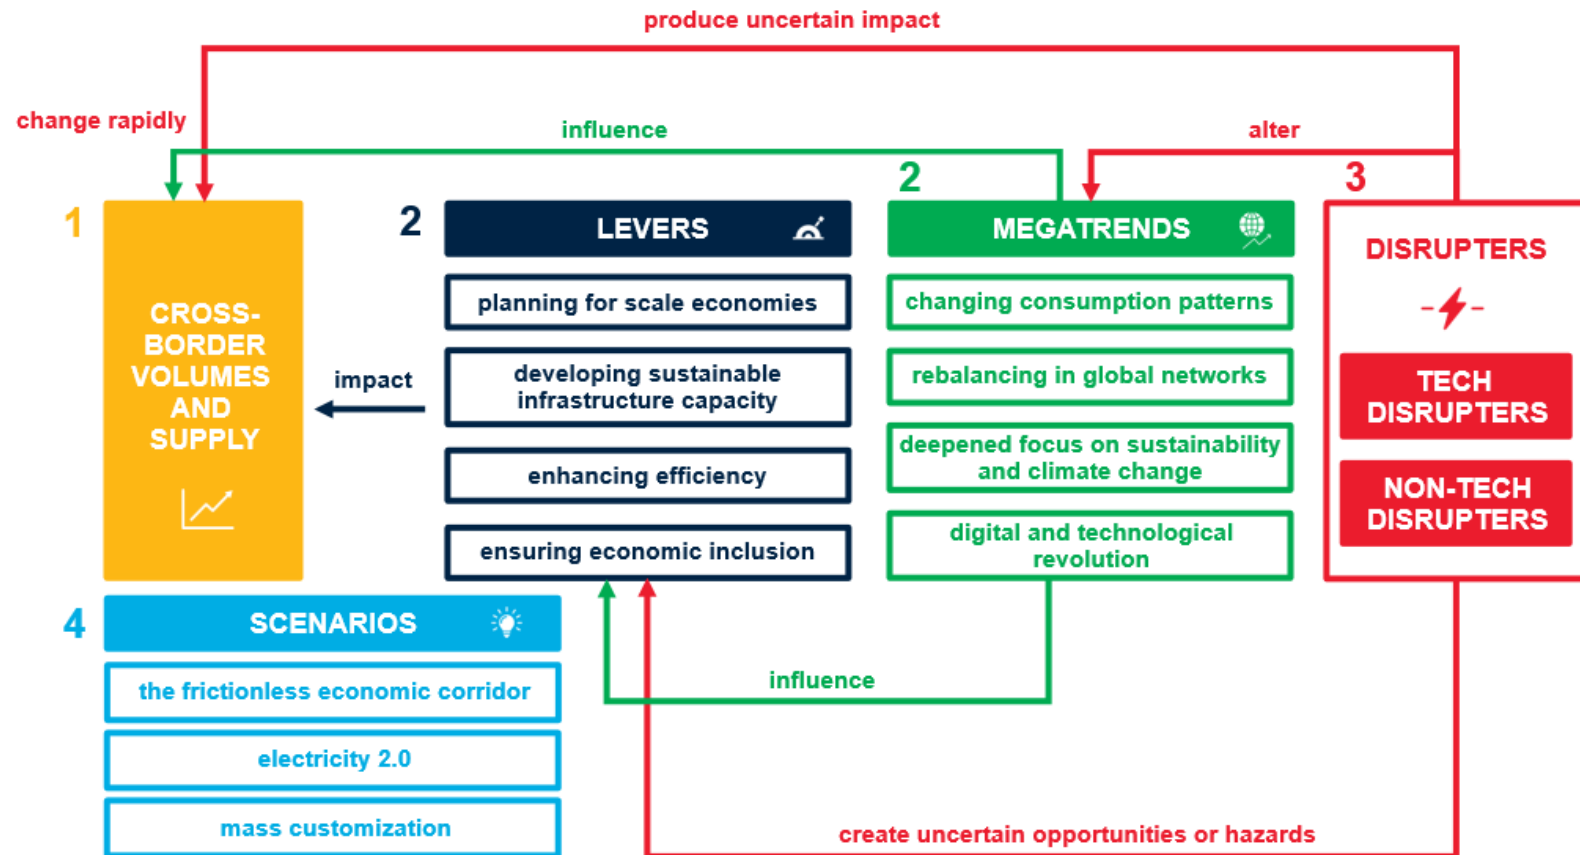 produce uncertain impact
change rapidly
influence
alter
1
2
2
3
CROSS-
BORDER
VOLUMES
AND
SUPPLY
impact
LEVERS
planning for scale economies
developing sustainable
infrastructure capacity
enhancing efficiency
ensuring economic inclusion
MEGATRENDS
changing consumption patterns
rebalancing in global networks
deepened focus on sustainability
and climate change
digital and technological
revolution
DISRUPTERS
TECH
DISRUPTERS
NON-TECH
DISRUPTERS
4
SCENARIOS
the frictionless economic corridor
electricity 2.0
mass customization
influence
create uncertain opportunities or hazards